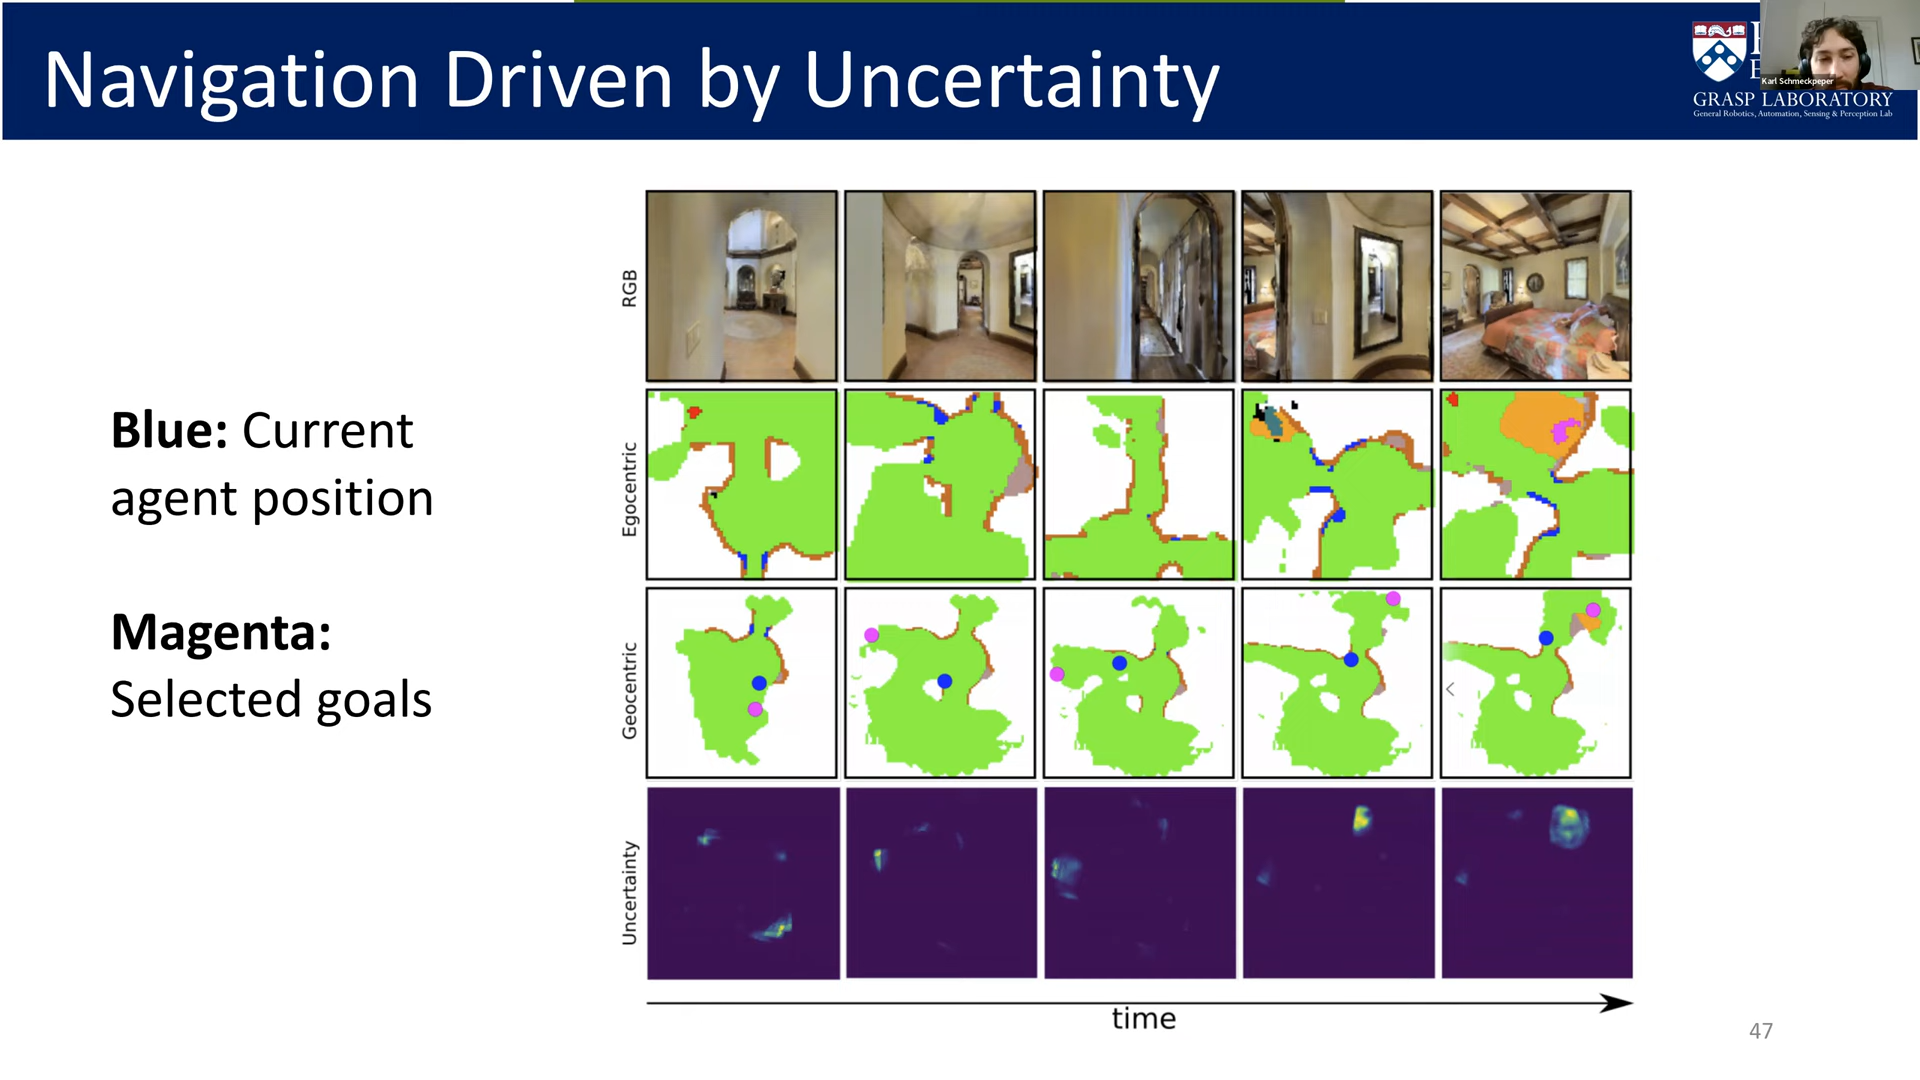 Navigation Driven by Uncertainty
Karl Schmeckpeper
GRASP LABORATORY
General Robotics, Automation, Sensing & Perception Lab
Blue: Current
agent position
Magenta:
Selected goals
RGB
Egocentric
Geocentric
Uncertainty
time
47